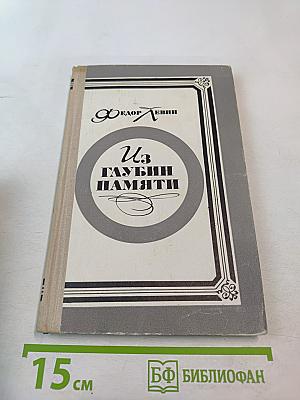 Федор Левин
Из
глубин
памяти
15 см
БФ БИБЛИОФАН